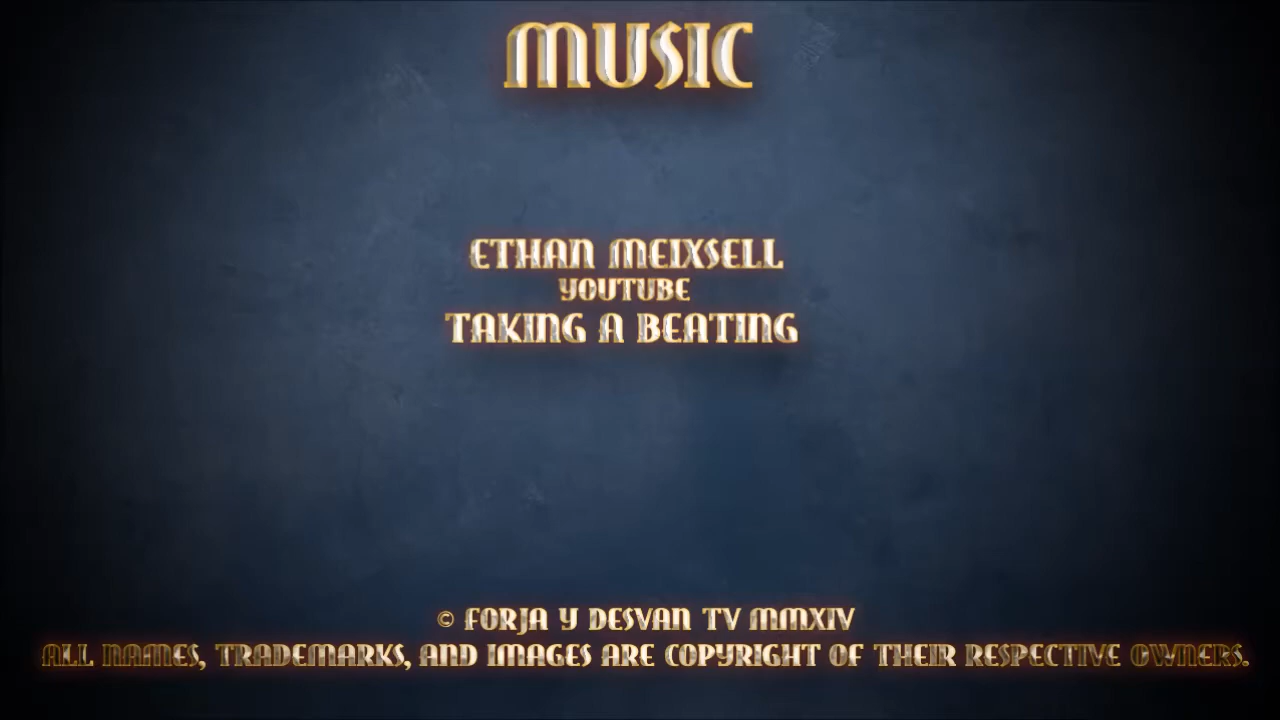 MUSIC
ETHAN MEIXSELL
YOUTUBE
TAKING A BEATING
© FORJA Y DESVAN TV MMXIV
ALL NAMES, TRADEMARKS, AND IMAGES ARE COPYRIGHT OF THEIR RESPECTIVE OWNERS.